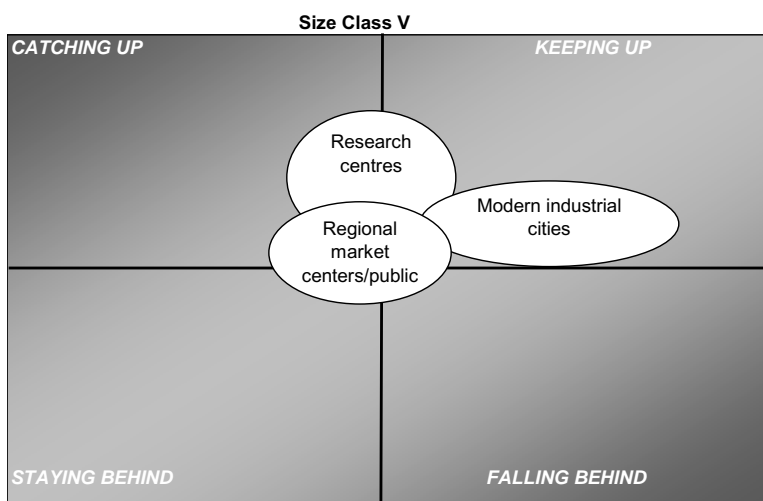 Size Class V
CATCHING UP
KEEPING UP
Research
centres
Modern industrial
cities
Regional
market
centers/public
STAYING BEHIND
FALLING BEHIND